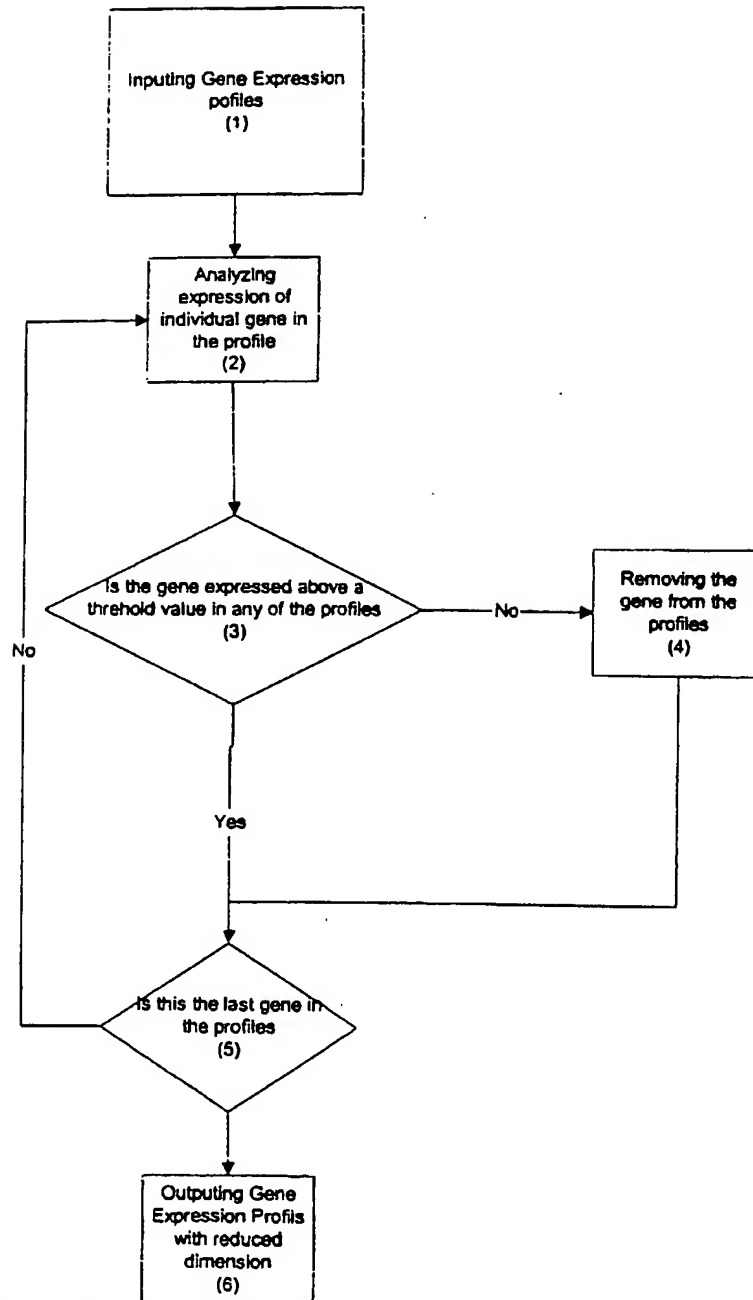 Inputing Gene Expression
pofiles
(1)
Analyzing
expression of
individual gene in
the profile
(2)
Is the gene expressed above a
threhold value in any of the profiles
(3)
No
Removing the
gene from the
profiles
(4)
No
Yes
Is this the last gene in
the profiles
(5)
Outputing Gene
Expression Profils
with reduced
dimension
(6)